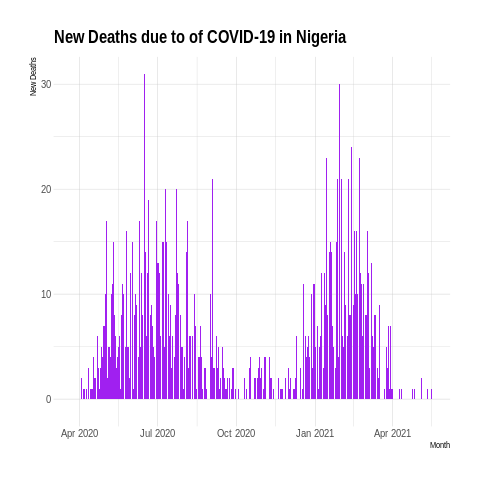 New Deaths due to of COVID-19 in Nigeria
New Deaths
30
20
10
0
Apr 2020 Jul 2020 Oct 2020 Jan 2021 Apr 2021
Month